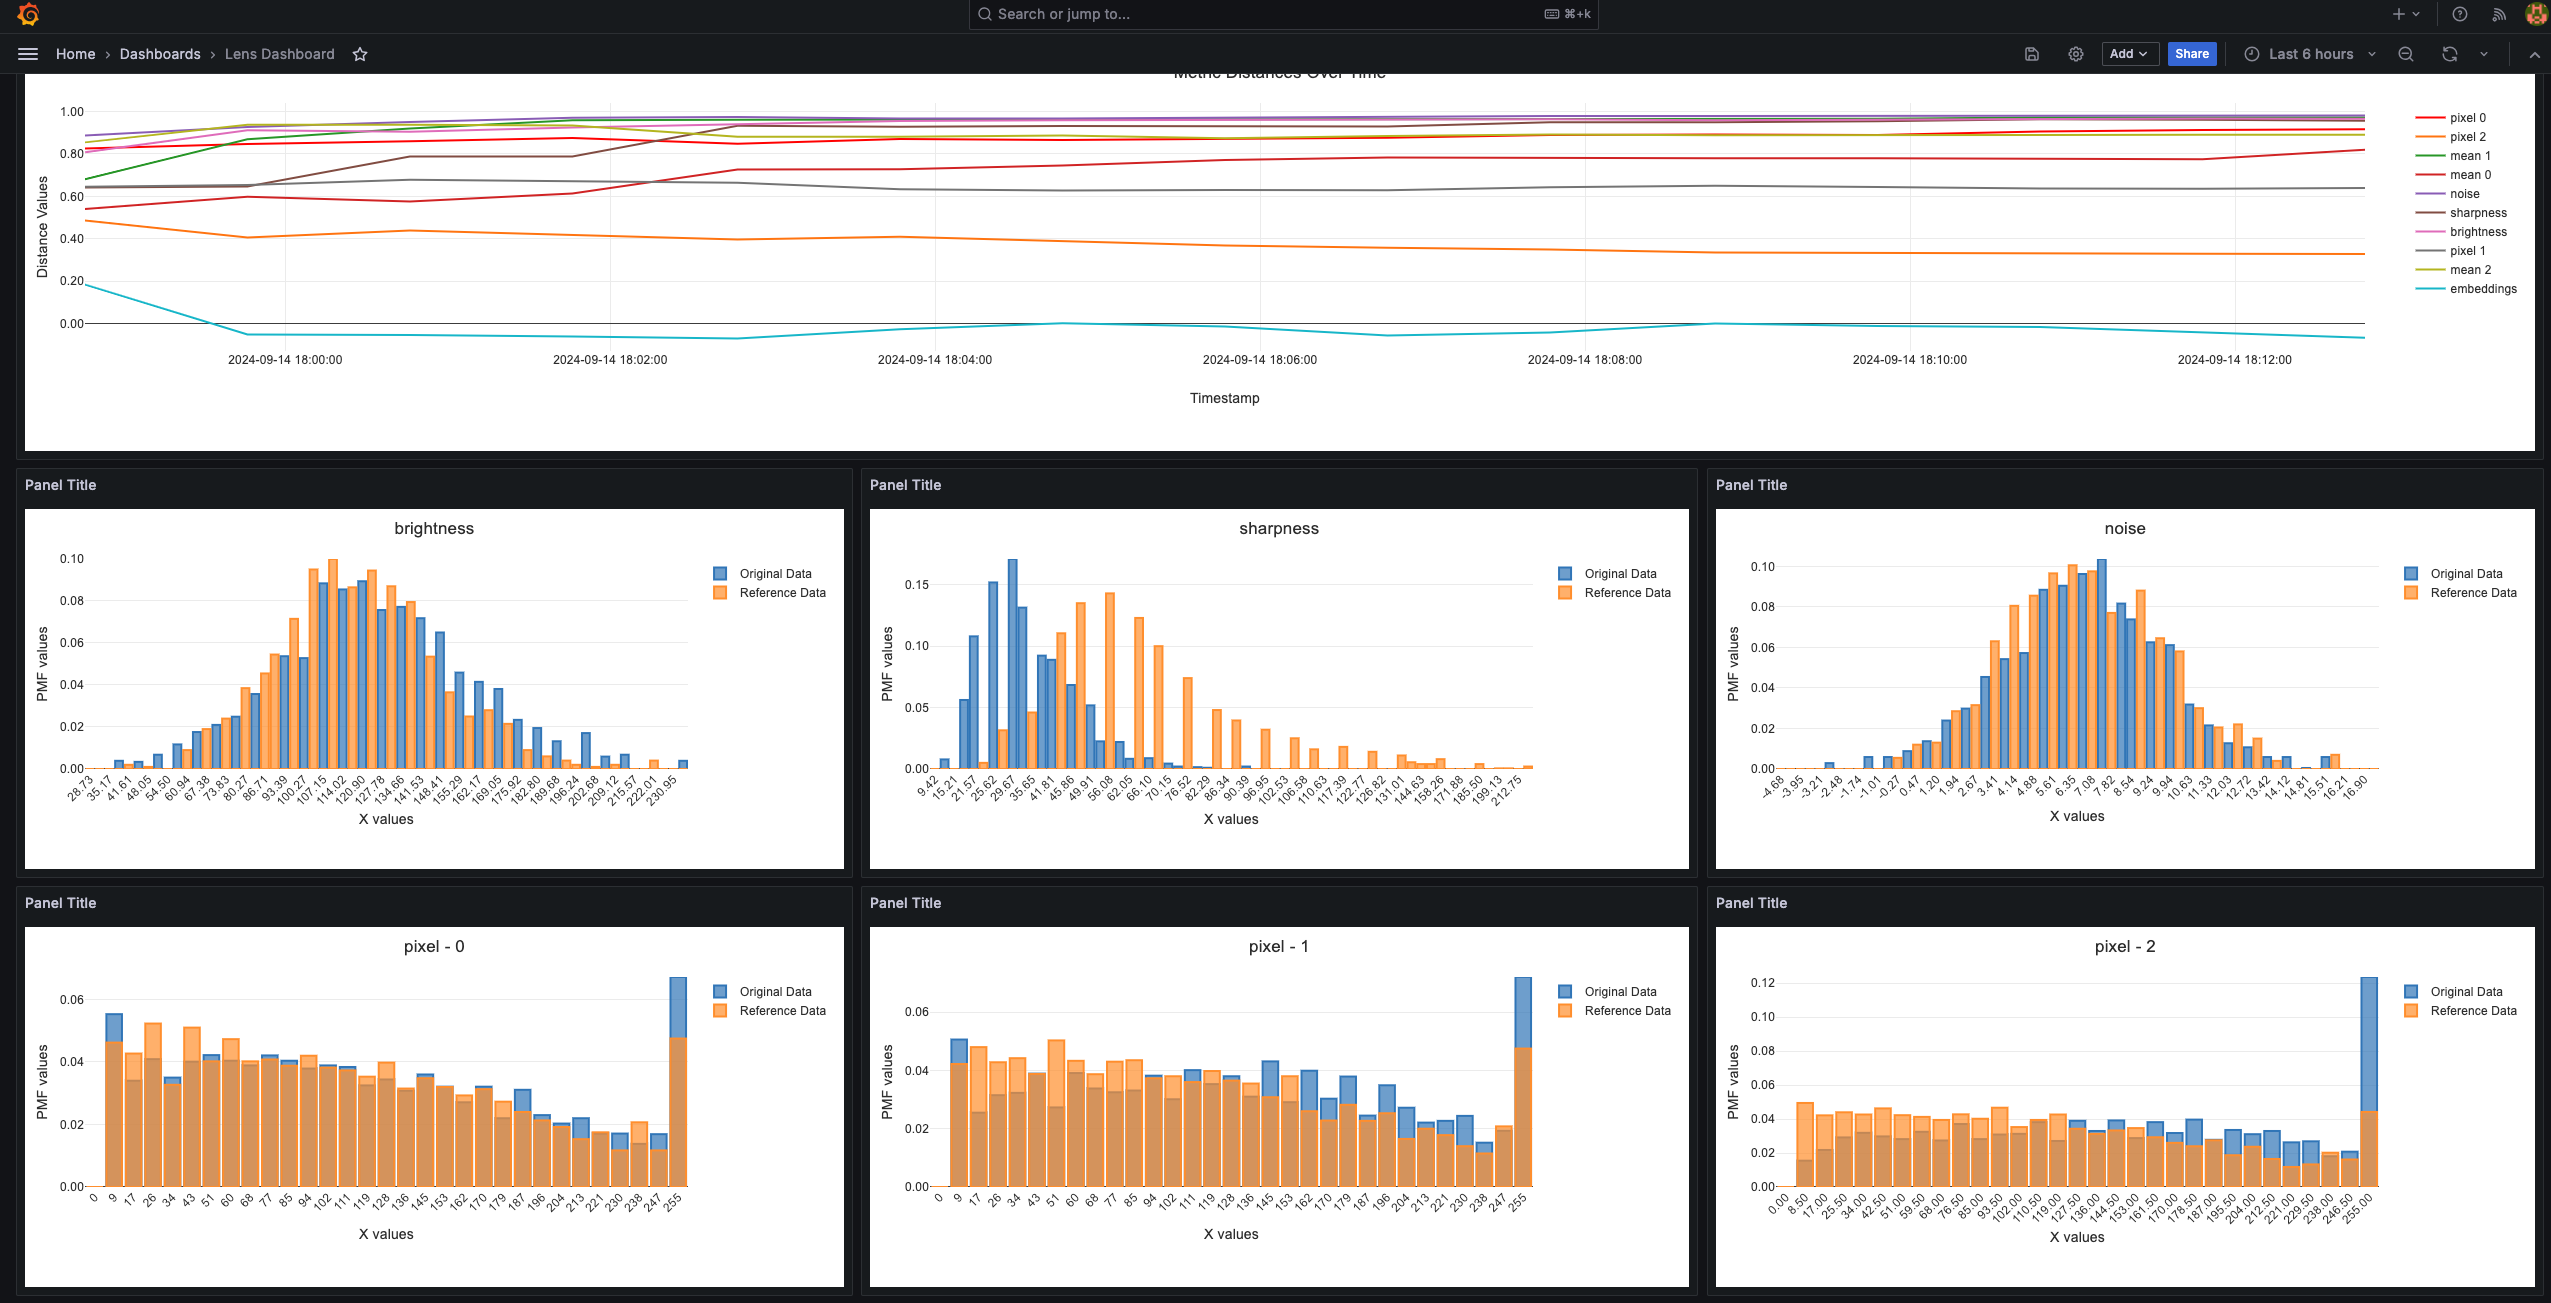 Search or jump to...
⌘+k
Home › Dashboards › Lens Dashboard
Add
Share
Last 6 hours
Metric Distances Over Time
Distance Values
1.00
0.80
0.60
0.40
0.20
0.00
2024-09-14 18:00:00
2024-09-14 18:02:00
2024-09-14 18:04:00
2024-09-14 18:06:00
2024-09-14 18:08:00
2024-09-14 18:10:00
2024-09-14 18:12:00
Timestamp
pixel 0
pixel 2
mean 1
mean 0
noise
sharpness
brightness
pixel 1
mean 2
embeddings
Panel Title
brightness
PMF values
0.10
0.08
0.06
0.04
0.02
0.00
28.73 35.17 41.61 48.05 54.50 60.94 67.38 73.83 80.27 86.71 93.39 100.27 107.15 114.02 120.90 127.78 134.66 141.53 148.41 155.29 162.17 169.05 175.92 182.80 189.68 196.24 202.68 209.12 215.57 222.01 230.95
X values
Original Data
Reference Data
Panel Title
sharpness
PMF values
0.15
0.10
0.05
0.00
9.42 15.21 21.57 25.62 29.67 35.65 41.81 45.86 49.91 56.08 62.05 66.10 70.15 76.52 82.29 86.34 90.39 96.95 102.53 106.58 110.63 117.39 122.77 126.82 131.01 144.63 158.26 171.88 185.50 199.13 212.75
X values
Original Data
Reference Data
Panel Title
noise
PMF values
0.10
0.08
0.06
0.04
0.02
0.00
-4.68 -3.95 -3.21 -2.48 -1.74 -1.01 -0.27 0.47 1.20 1.94 2.67 3.41 4.14 4.88 5.61 6.35 7.08 7.82 8.54 9.24 9.94 10.63 11.33 12.03 12.72 13.42 14.12 14.81 15.51 16.21 16.90
X values
Original Data
Reference Data
Panel Title
pixel - 0
PMF values
0.06
0.04
0.02
0.00
0 9 17 26 34 43 51 60 68 77 85 94 102 111 119 128 136 145 153 162 170 179 187 196 204 213 221 230 238 247 255
X values
Original Data
Reference Data
Panel Title
pixel - 1
PMF values
0.06
0.04
0.02
0.00
0 9 17 26 34 43 51 60 68 77 85 94 102 111 119 128 136 145 153 162 170 179 187 196 204 213 221 230 238 247 255
X values
Original Data
Reference Data
Panel Title
pixel - 2
PMF values
0.12
0.10
0.08
0.06
0.04
0.02
0.00
0.00 8.50 17.00 25.50 34.00 42.50 51.00 59.50 68.00 76.50 85.00 93.50 102.00 110.50 119.00 127.50 136.00 144.50 153.00 161.50 170.00 178.50 187.00 195.50 204.00 212.50 221.00 229.50 238.00 246.50 255.00
X values
Original Data
Reference Data